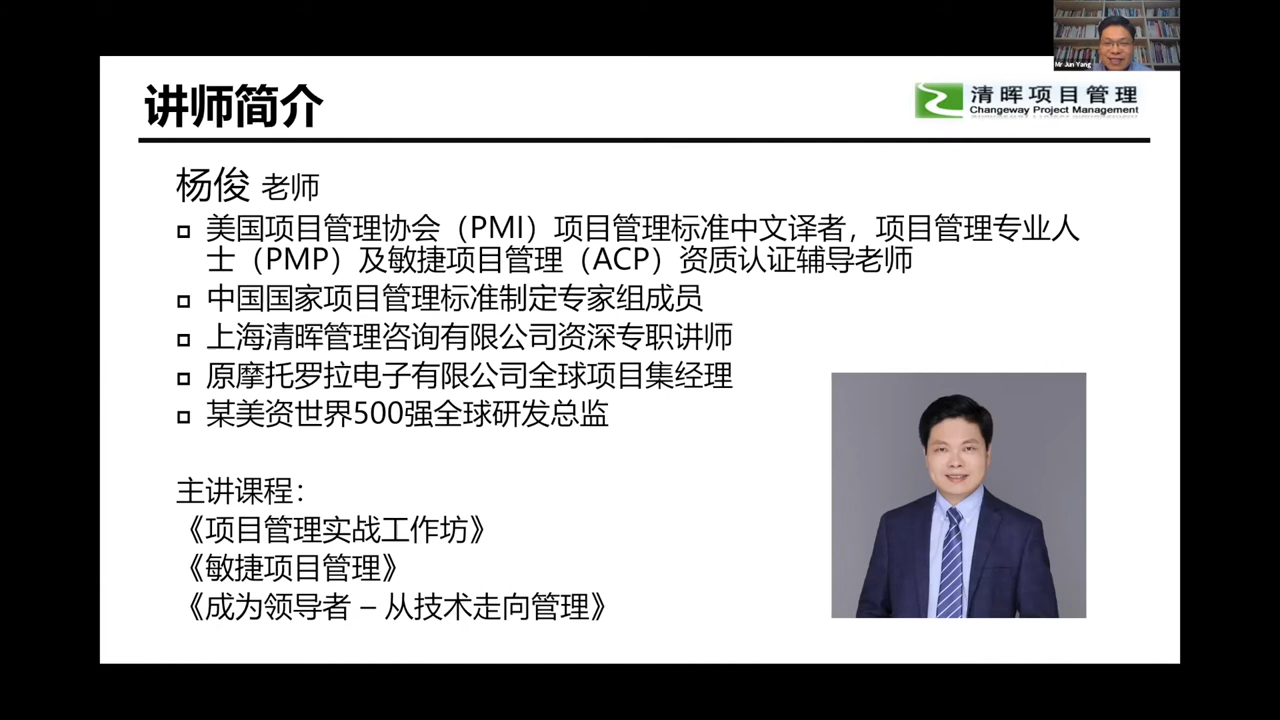 Mr Jun Yang
讲师简介
清晖项目管理
Changeway Project Management
杨俊 老师
美国项目管理协会（PMI）项目管理标准中文译者，项目管理专业人
士（PMP）及敏捷项目管理（ACP）资质认证辅导老师
中国国家项目管理标准制定专家组成员
上海清晖管理咨询有限公司资深专职讲师
原摩托罗拉电子有限公司全球项目集经理
某美资世界500强全球研发总监
主讲课程：
《项目管理实战工作坊》
《敏捷项目管理》
《成为领导者 – 从技术走向管理》